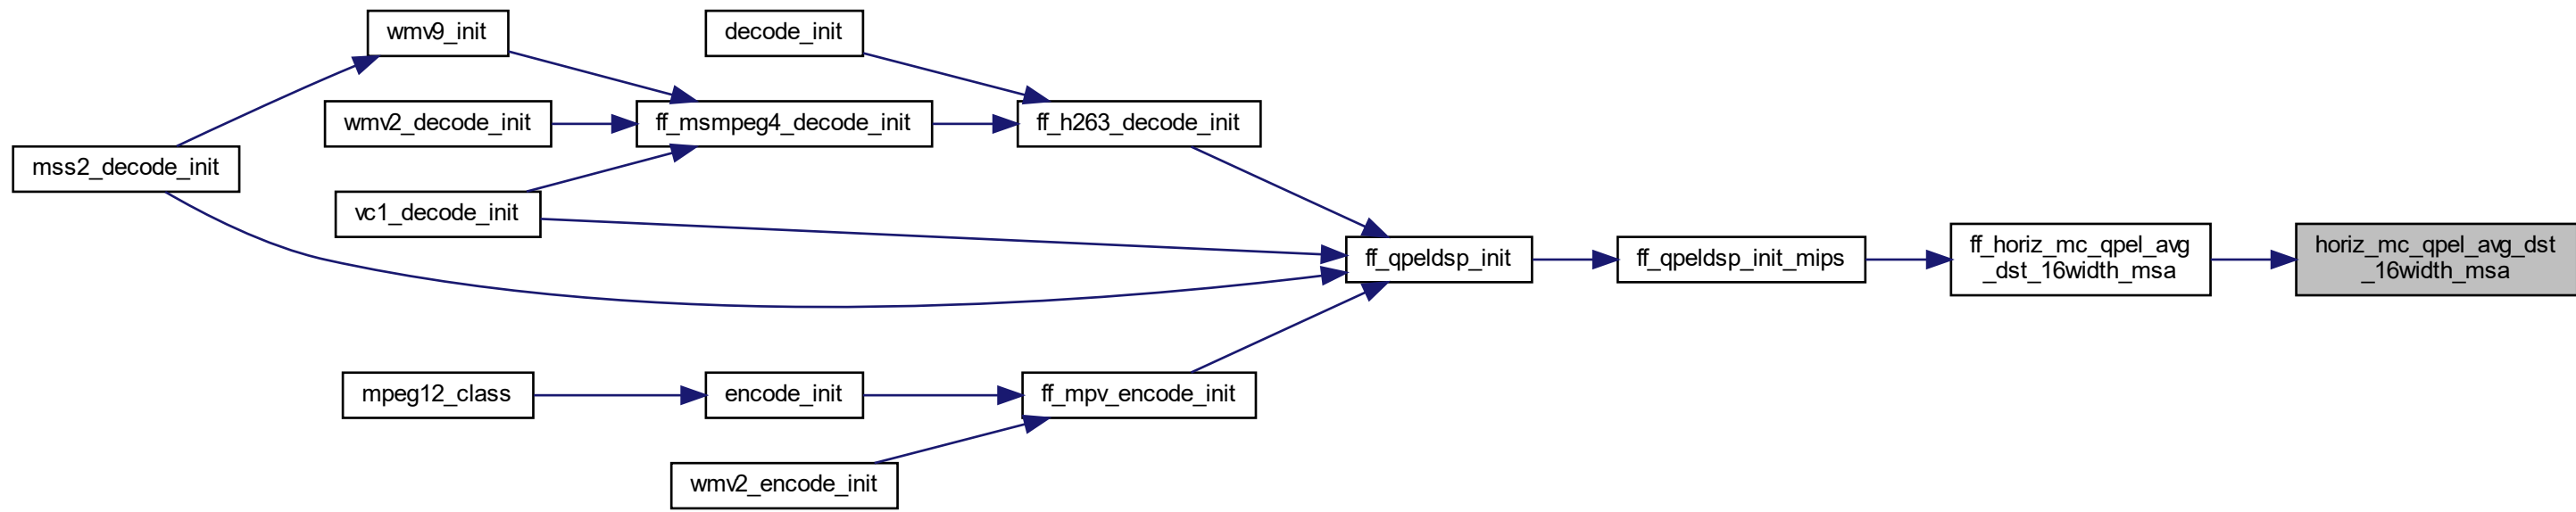 wmv9_init
decode_init
wmv2_decode_init
ff_msmpeg4_decode_init
ff_h263_decode_init
mss2_decode_init
vc1_decode_init
ff_qpeldsp_init
ff_qpeldsp_init_mips
ff_horiz_mc_qpel_avg
_dst_16width_msa
horiz_mc_qpel_avg_dst
_16width_msa
mpeg12_class
encode_init
ff_mpv_encode_init
wmv2_encode_init